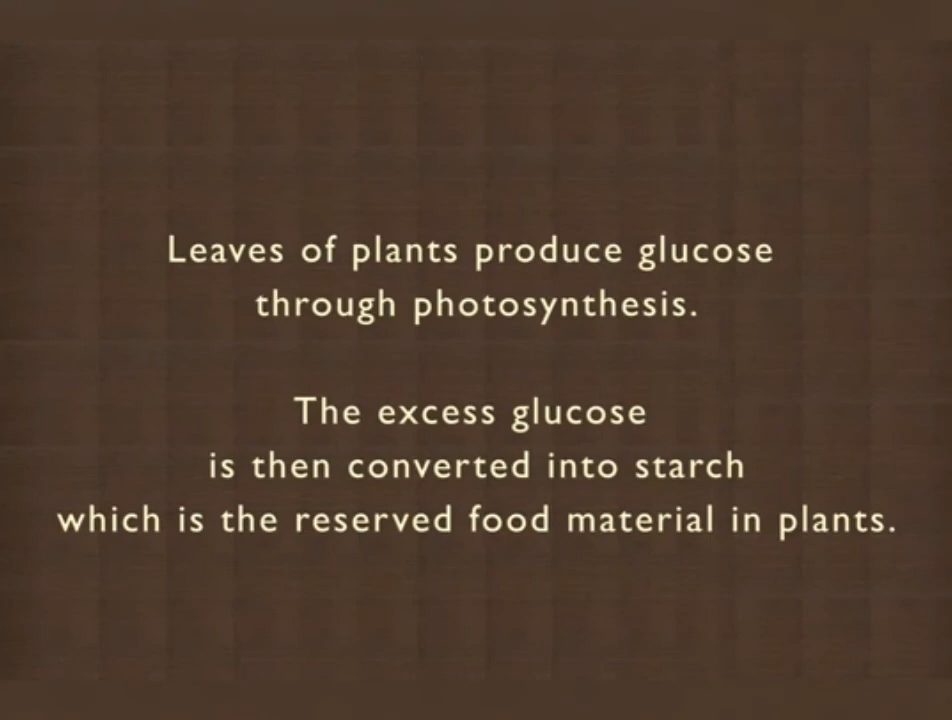 Leaves of plants produce glucose
through photosynthesis.
The excess glucose
is then converted into starch
which is the reserved food material in plants.